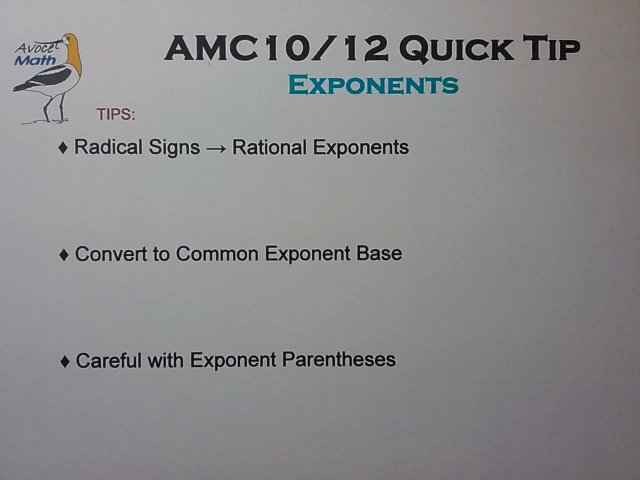 Avocet
Math
AMC10/12 QUICK TIP
EXPONENTS
TIPS:
♦ Radical Signs → Rational Exponents
♦ Convert to Common Exponent Base
♦ Careful with Exponent Parentheses